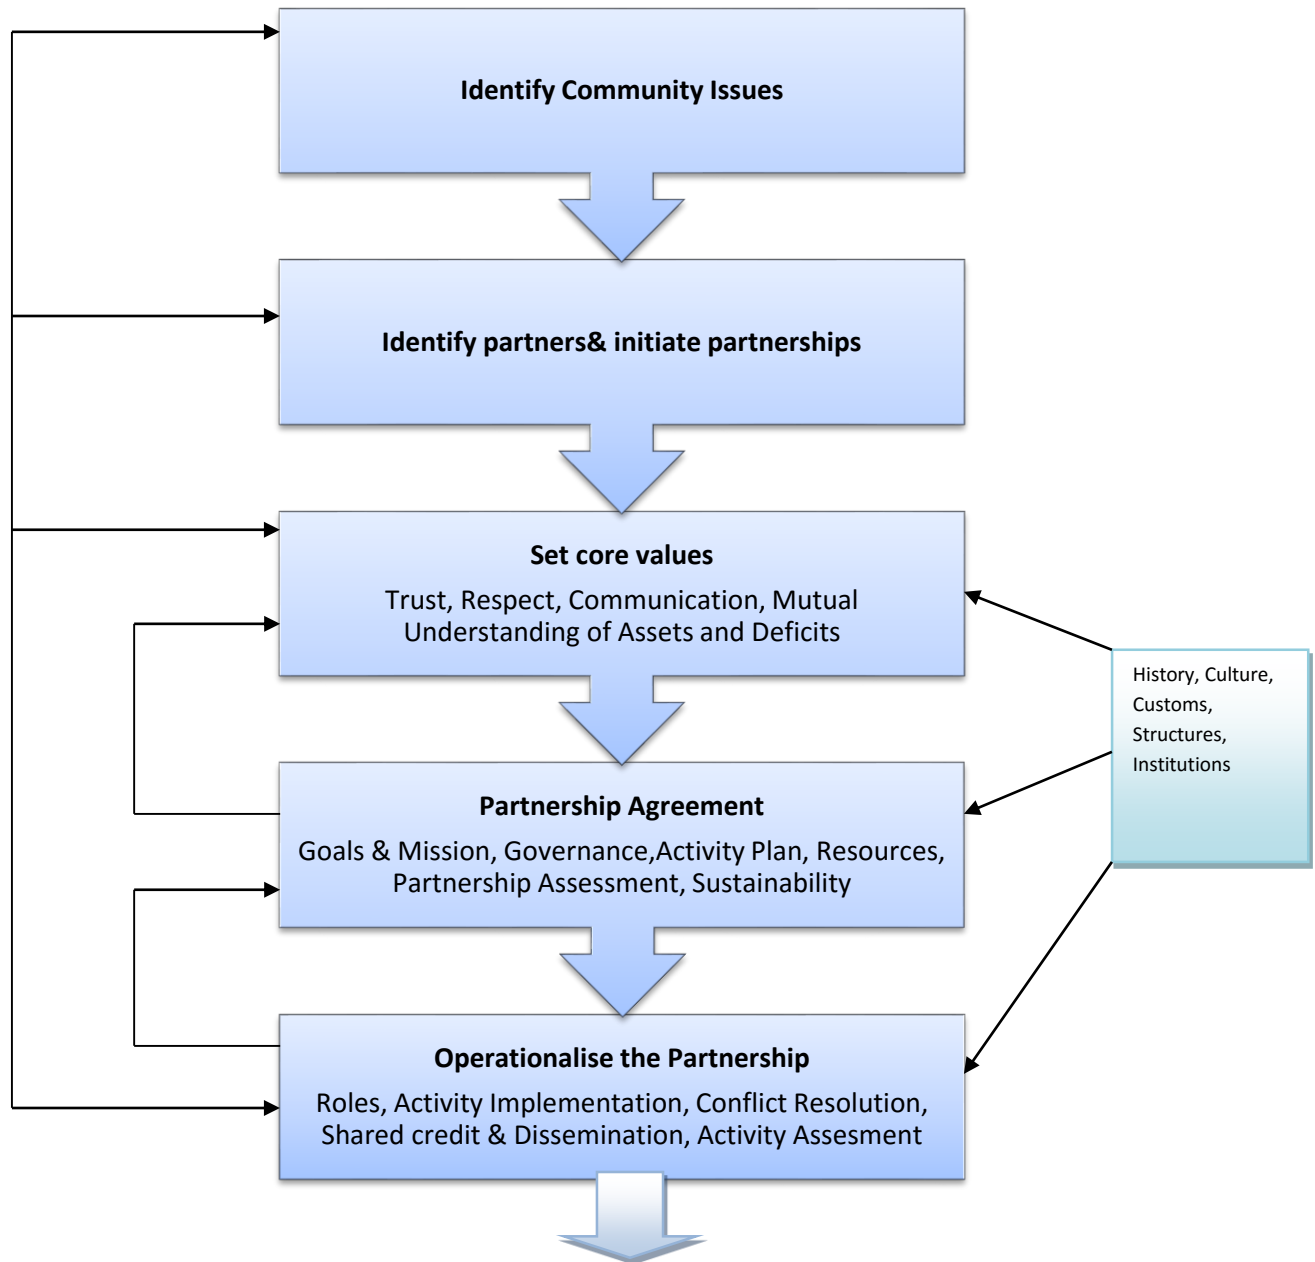 Identify Community Issues
Identify partners& initiate partnerships
Set core values
Trust, Respect, Communication, Mutual
Understanding of Assets and Deficits
History, Culture,
Customs,
Structures,
Institutions
Partnership Agreement
Goals & Mission, Governance,Activity Plan, Resources,
Partnership Assessment, Sustainability
Operationalise the Partnership
Roles, Activity Implementation, Conflict Resolution,
Shared credit & Dissemination, Activity Assesment